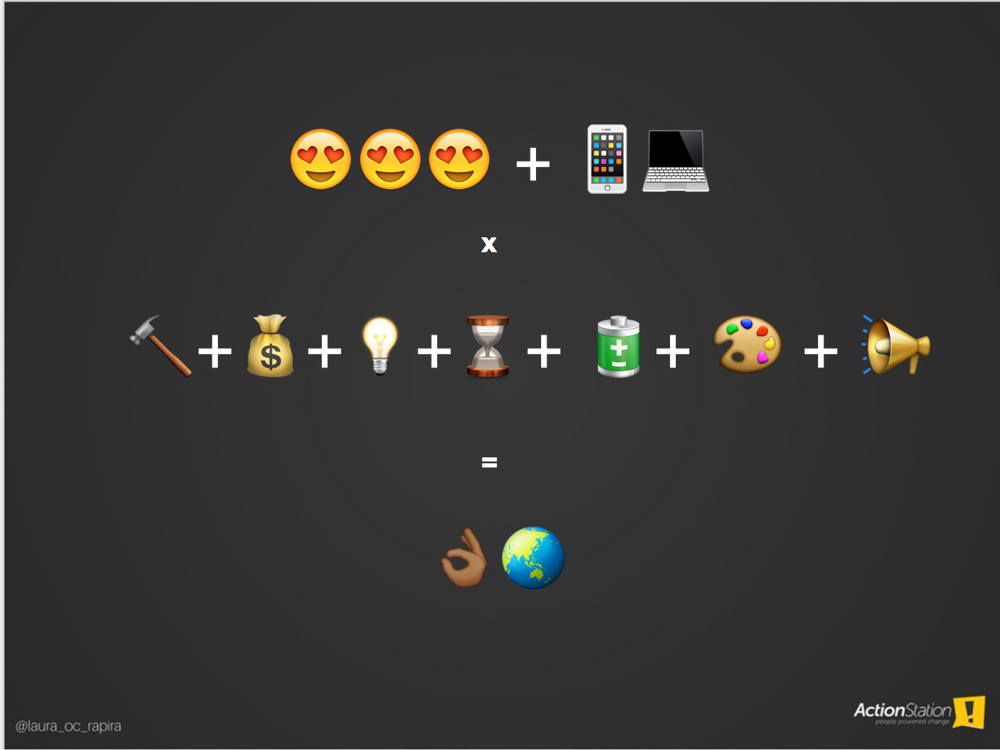 +
x
$ + + + + + +
=
@laura_oc_rapira
ActionStation
people powered change